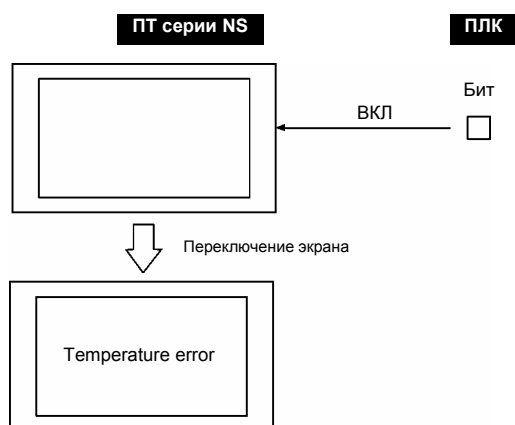 ПТ серии NS
ПЛК
Бит
ВКЛ
Переключение экрана
Temperature error